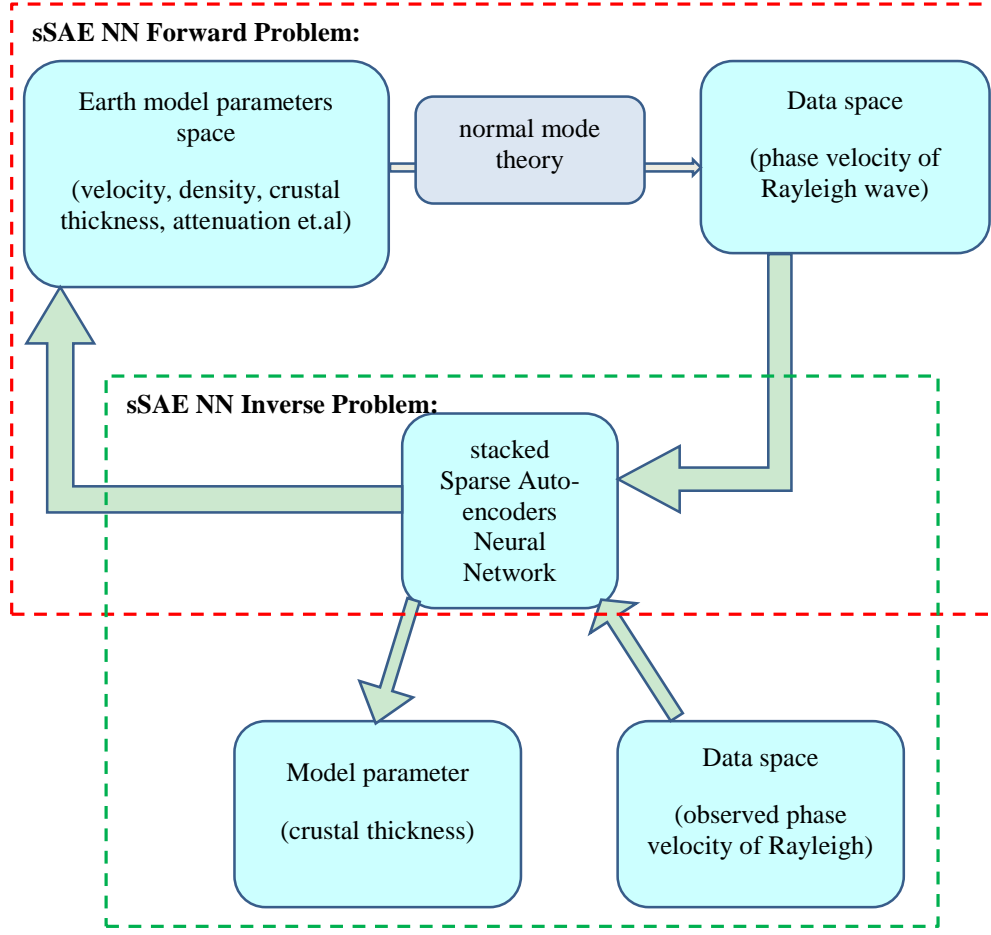 sSAE NN Forward Problem:
Earth model parameters
space
(velocity, density, crustal
thickness, attenuation et.al)
normal mode
theory
Data space
(phase velocity of
Rayleigh wave)
sSAE NN Inverse Problem:
stacked
Sparse Auto-
encoders
Neural
Network
Model parameter
(crustal thickness)
Data space
(observed phase
velocity of Rayleigh)